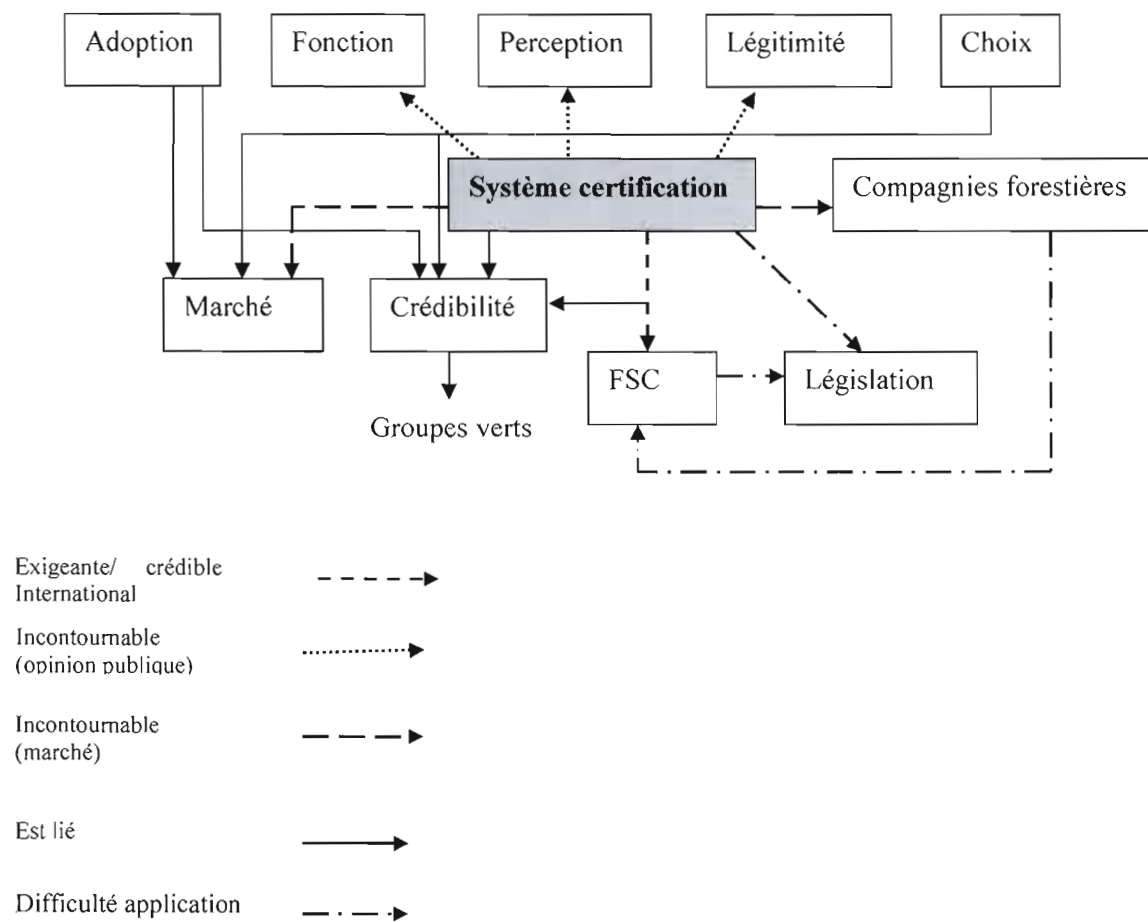 Adoption
Fonction
Perception
Légitimité
Choix
Système certification
Compagnies forestières
Marché
Crédibilité
FSC
Législation
Groupes verts
Exigeante/ crédible
International
Incontournable
(opinion publique)
Incontournable
(marché)
Est lié
Difficulté application